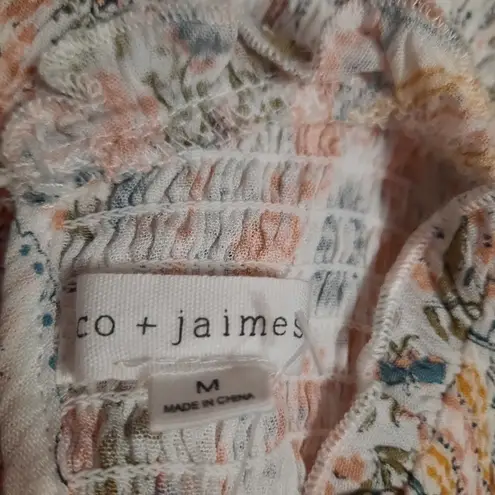 co + jaimes
M
MADE IN CHINA